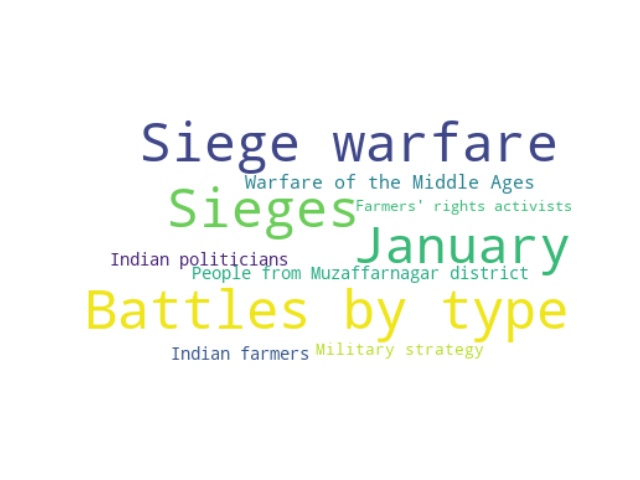 Siege warfare
Warfare of the Middle Ages
Sieges
Farmers' rights activists
January
Indian politicians
People from Muzaffarnagar district
Battles by type
Indian farmers
Military strategy